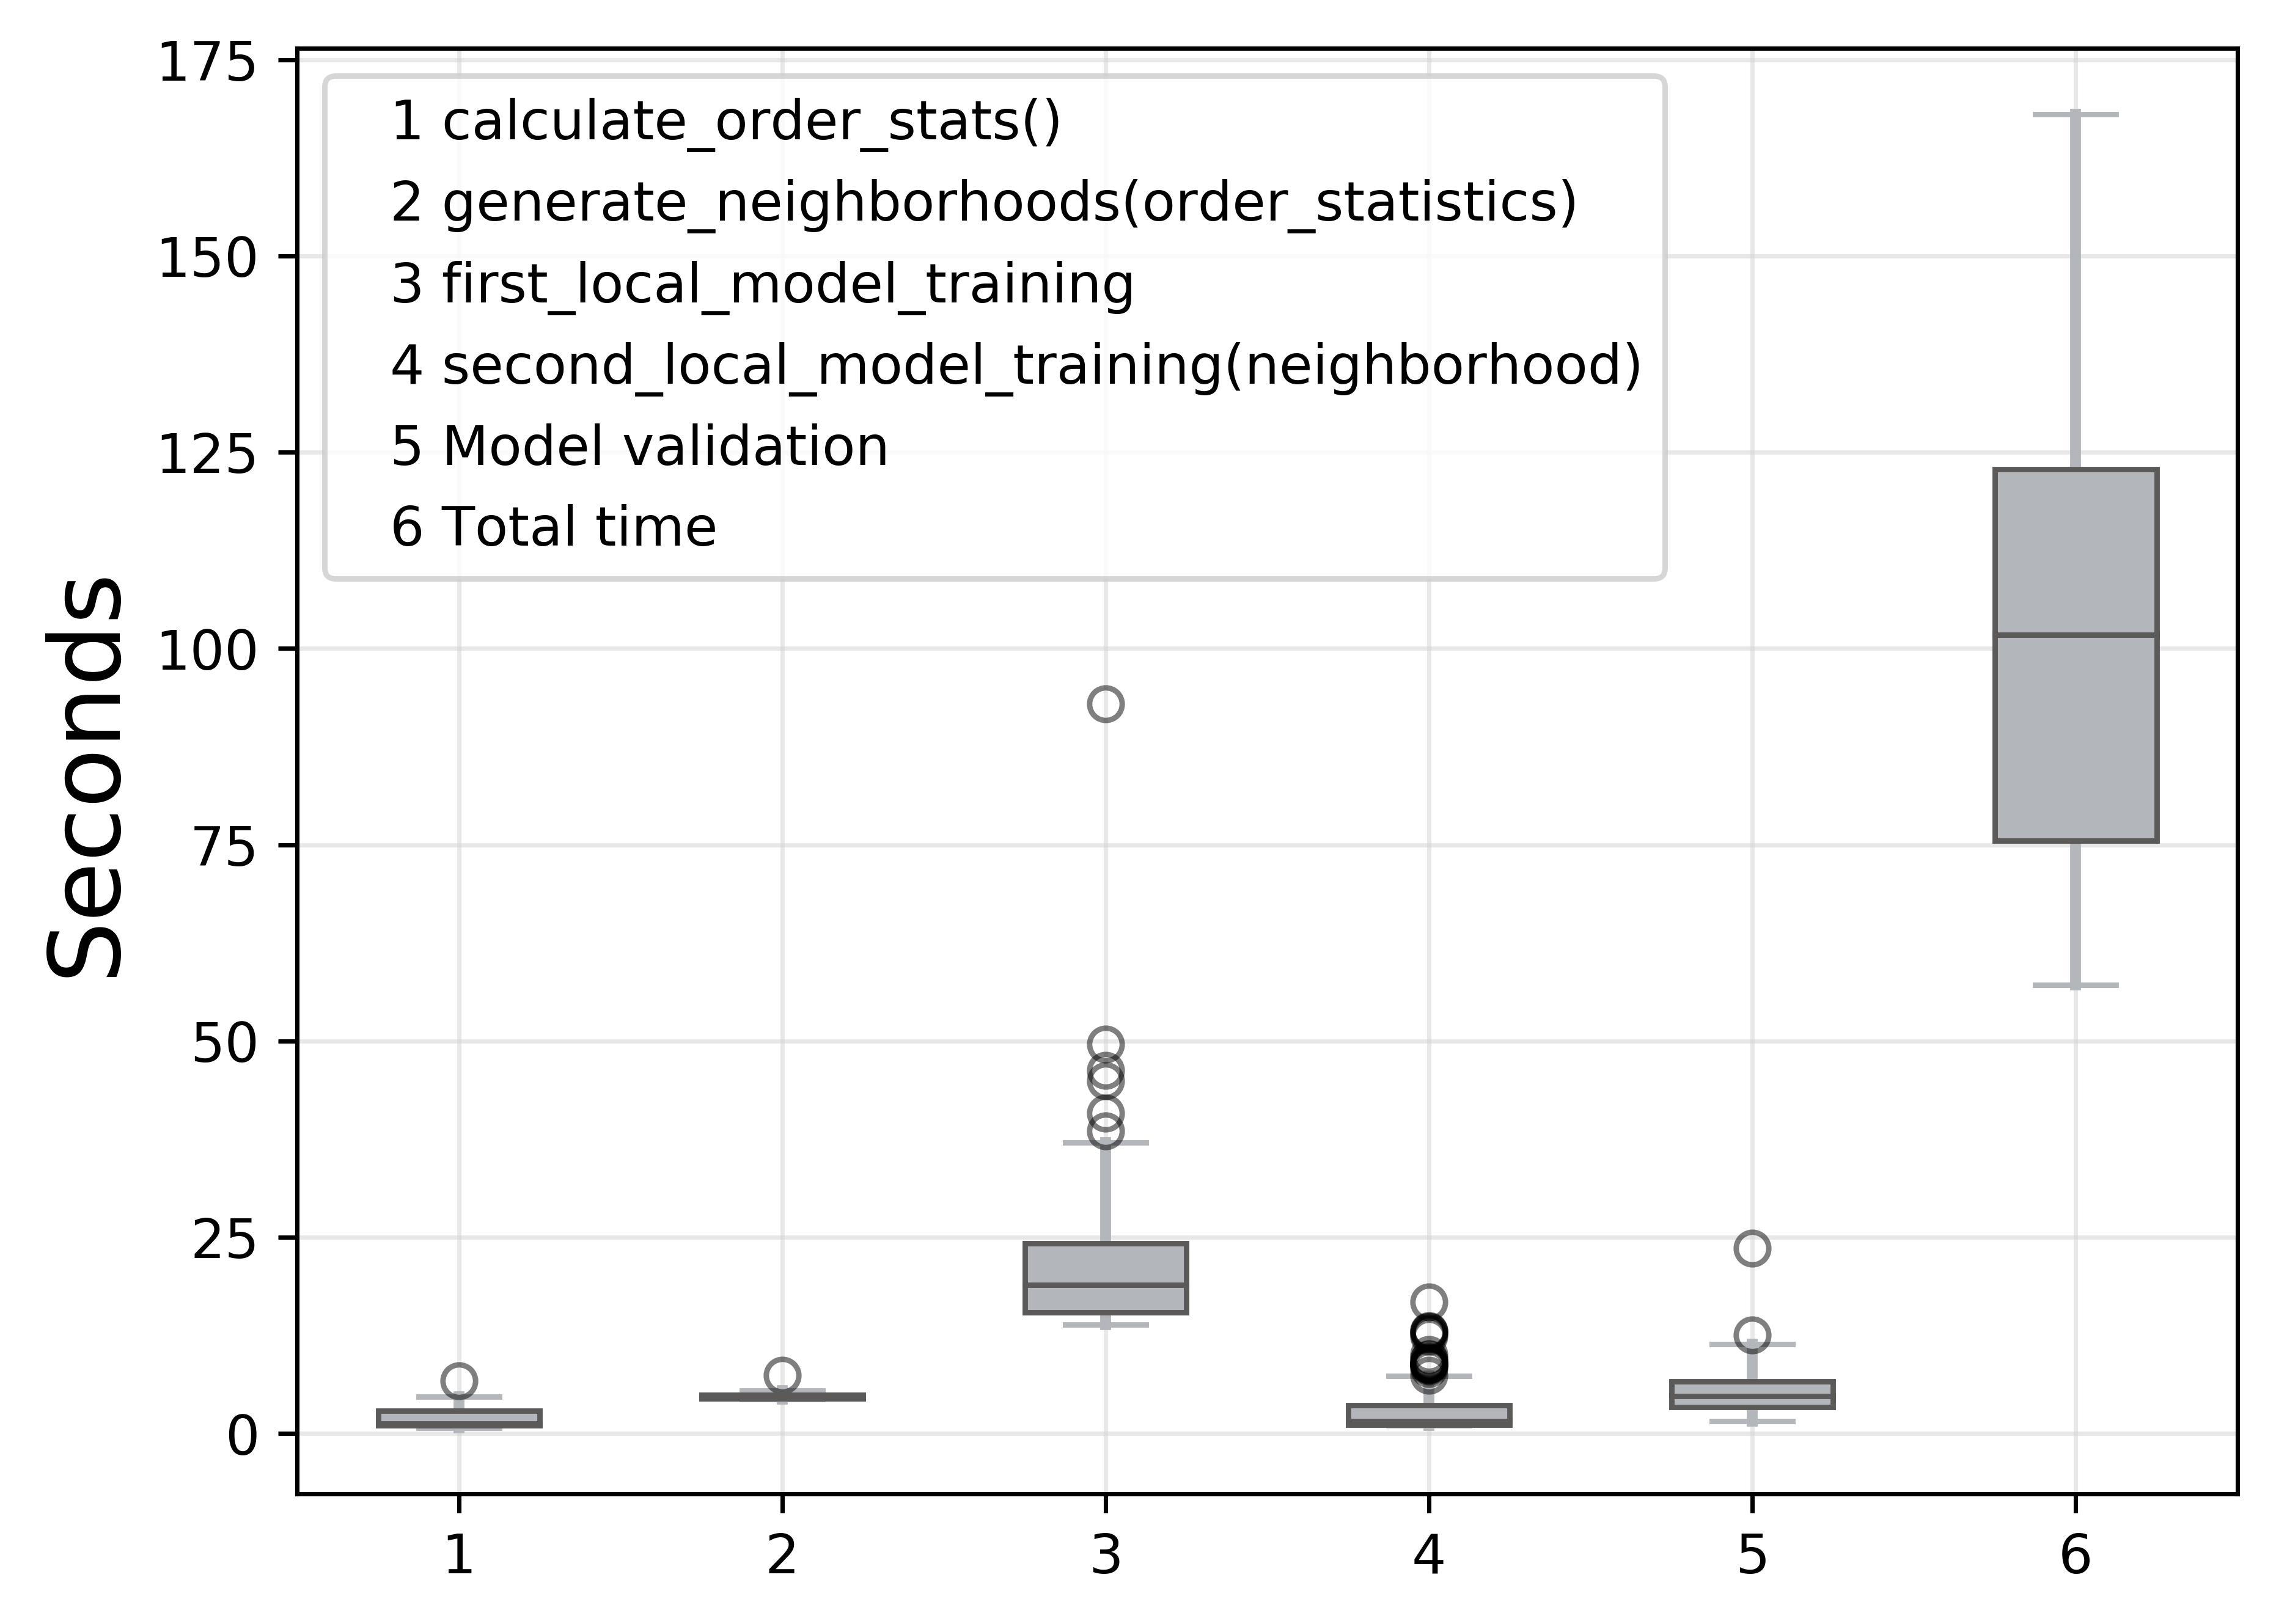 175
150
125
100
75
50
25
0
Seconds
1 calculate_order_stats()
2 generate_neighborhoods(order_statistics)
3 first_local_model_training
4 second_local_model_training(neighborhood)
5 Model validation
6 Total time
1 2 3 4 5 6